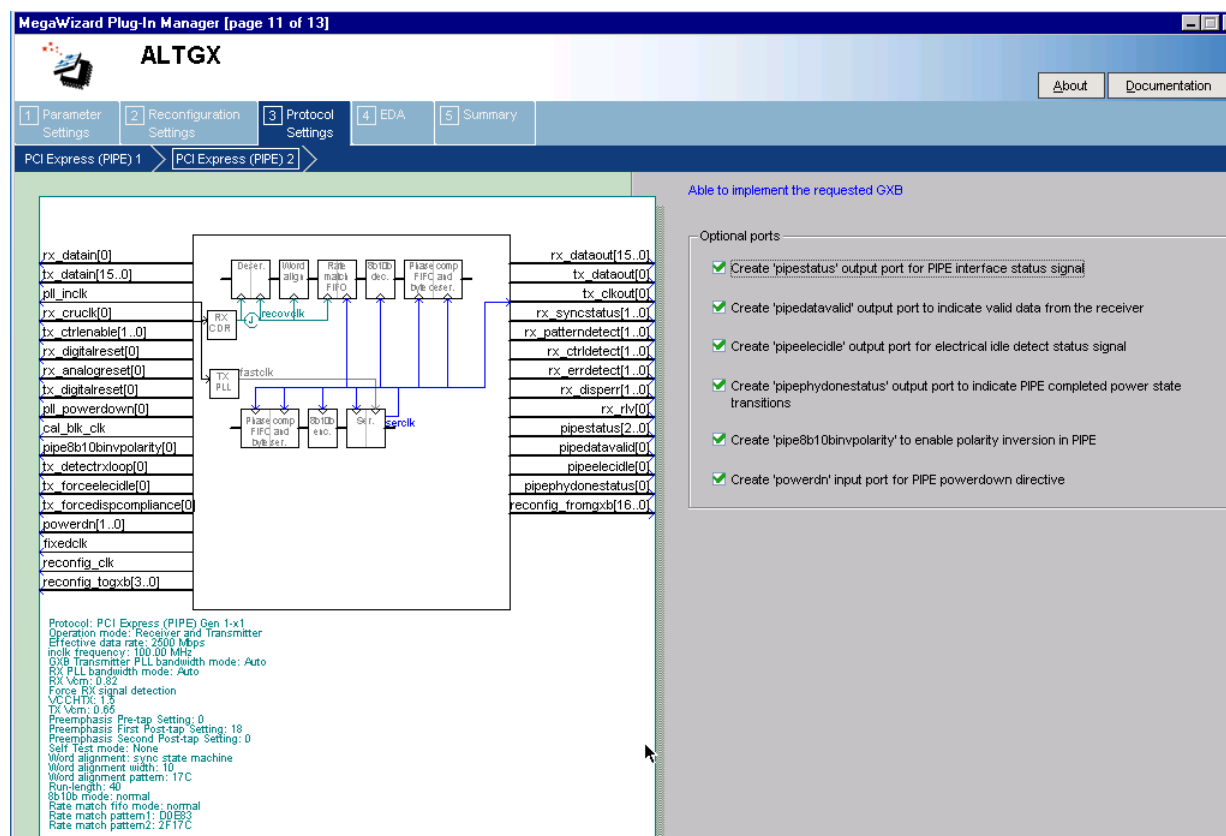 MegaWizard Plug-In Manager [page 11 of 13]
ALTGX
About
Documentation
1 Parameter Settings
2 Reconfiguration Settings
3 Protocol Settings
4 EDA
5 Summary
PCI Express (PIPE) 1
PCI Express (PIPE) 2
Able to implement the requested GXB
rx_datain[0]
tx_datain[15..0]
pll_inclk
rx_cruclk[0]
tx_ctrlenable[1..0]
rx_digitalreset[0]
rx_analogreset[0]
tx_digitalreset[0]
pll_powerdown[0]
cal_blk_clk
pipe8b10binvpolarity[0]
tx_detectrxloop[0]
tx_forceelecidle[0]
tx_forcedispcompliance[0]
powerdn[1..0]
fixedclk
reconfig_clk
reconfig_togxb[3..0]
Deser.
Word align
Rate match FIFO
8b10b dec.
Phase comp FIFO and byte deser.
RX CDR
recovclk
TX PLL
fastclk
Phase comp FIFO and byte ser.
8b10b enc.
Ser.
serclk
rx_dataout[15..0]
tx_dataout[0]
tx_clkout[0]
rx_syncstatus[1..0]
rx_patterndetect[1..0]
rx_ctrldetect[1..0]
rx_errdetect[1..0]
rx_disperr[1..0]
rx_rlv[0]
pipestatus[2..0]
pipedatavalid[0]
pipeelecidle[0]
pipephydonestatus[0]
reconfig_fromgxb[16..0]
Protocol: PCI Express (PIPE) Gen 1-x1
Operation mode: Receiver and Transmitter
Effective data rate: 2500 Mbps
inclk frequency: 100.00 MHz
GXB Transmitter PLL bandwidth mode: Auto
RX PLL bandwidth mode: Auto
RX Vcm: 0.82
Force RX signal detection
VCCHTX: 1.5
TX Vcm: 0.65
Preemphasis Pre-tap Setting: 0
Preemphasis First Post-tap Setting: 18
Preemphasis Second Post-tap Setting: 0
Self Test mode: None
Word alignment: sync state machine
Word alignment width: 10
Word alignment pattern: 17C
Run-length: 40
8b10b mode: normal
Rate match fifo mode: normal
Rate match pattern1: D0E83
Rate match pattern2: 2F17C
Optional ports
Create 'pipestatus' output port for PIPE interface status signal
Create 'pipedatavalid' output port to indicate valid data from the receiver
Create 'pipeelecidle' output port for electrical idle detect status signal
Create 'pipephydonestatus' output port to indicate PIPE completed power state
transitions
Create 'pipe8b10binvpolarity' to enable polarity inversion in PIPE
Create 'powerdn' input port for PIPE powerdown directive